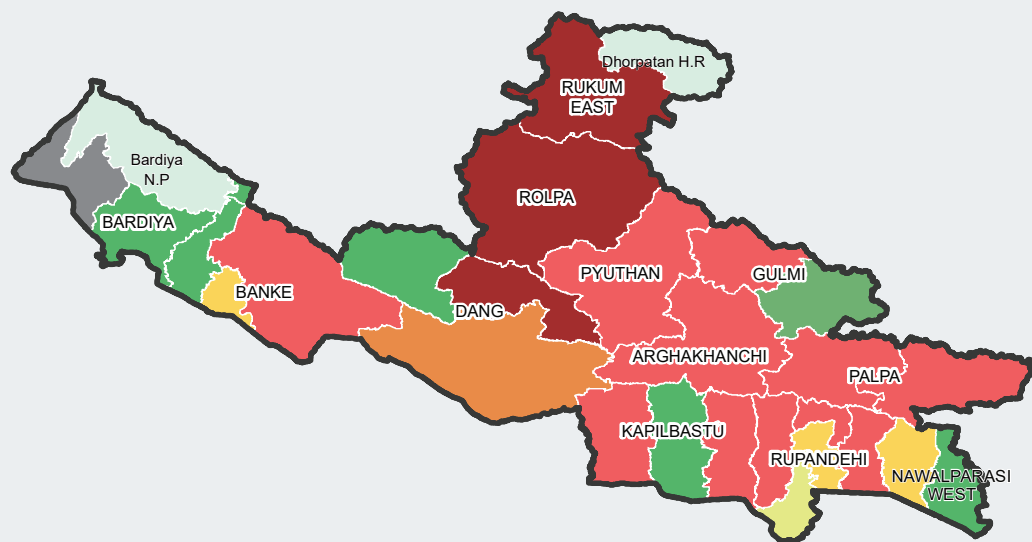 Dhorpatan H.R
RUKUM
EAST
Bardiya
N.P
ROLPA
BARDIYA
PYUTHAN
GULMI
BANKE
DANG
ARGHAKHANCHI
PALPA
KAPILBASTU
RUPANDEHI
NAWALPARASI
WEST